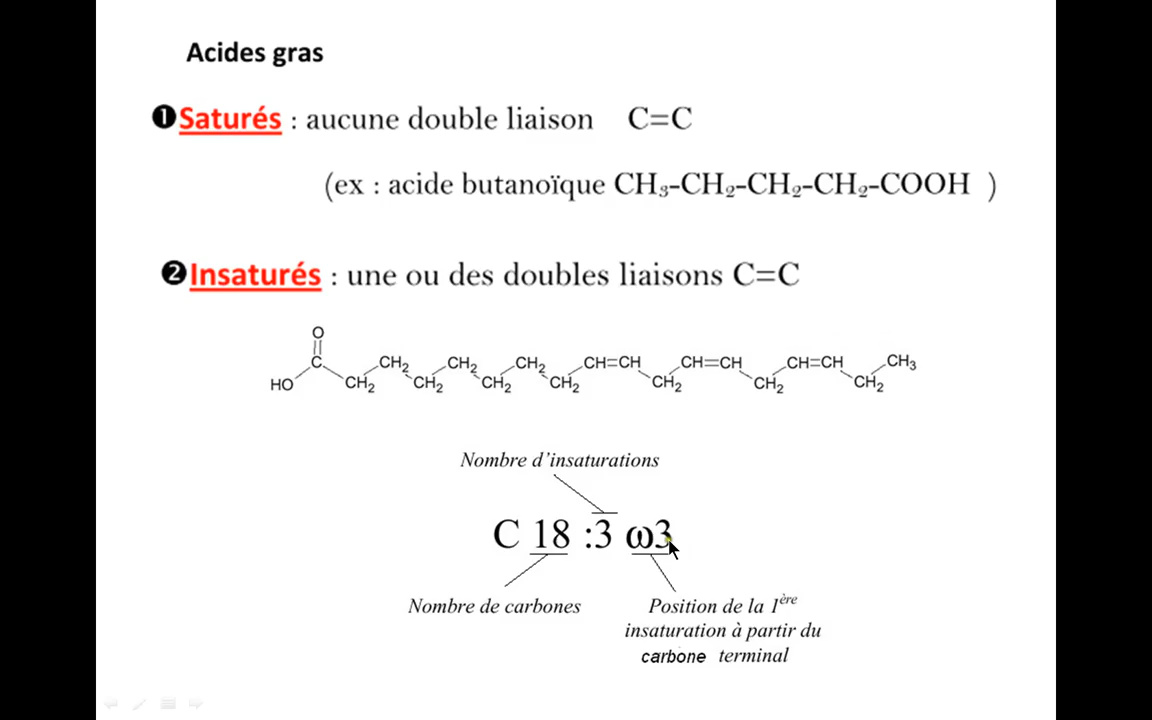 Acides gras
❶Saturés : aucune double liaison C=C
(ex : acide butanoïque CH₃-CH₂-CH₂-CH₂-COOH )
❷Insaturés : une ou des doubles liaisons C=C
O
C CH₂ CH₂ CH₂ CH=CH CH=CH CH=CH CH₃
HO CH₂ CH₂ CH₂ CH₂ CH₂ CH₂ CH₂
Nombre d'insaturations
C 18 :3 ω3
Nombre de carbones
Position de la 1ère
insaturation à partir du
carbone terminal